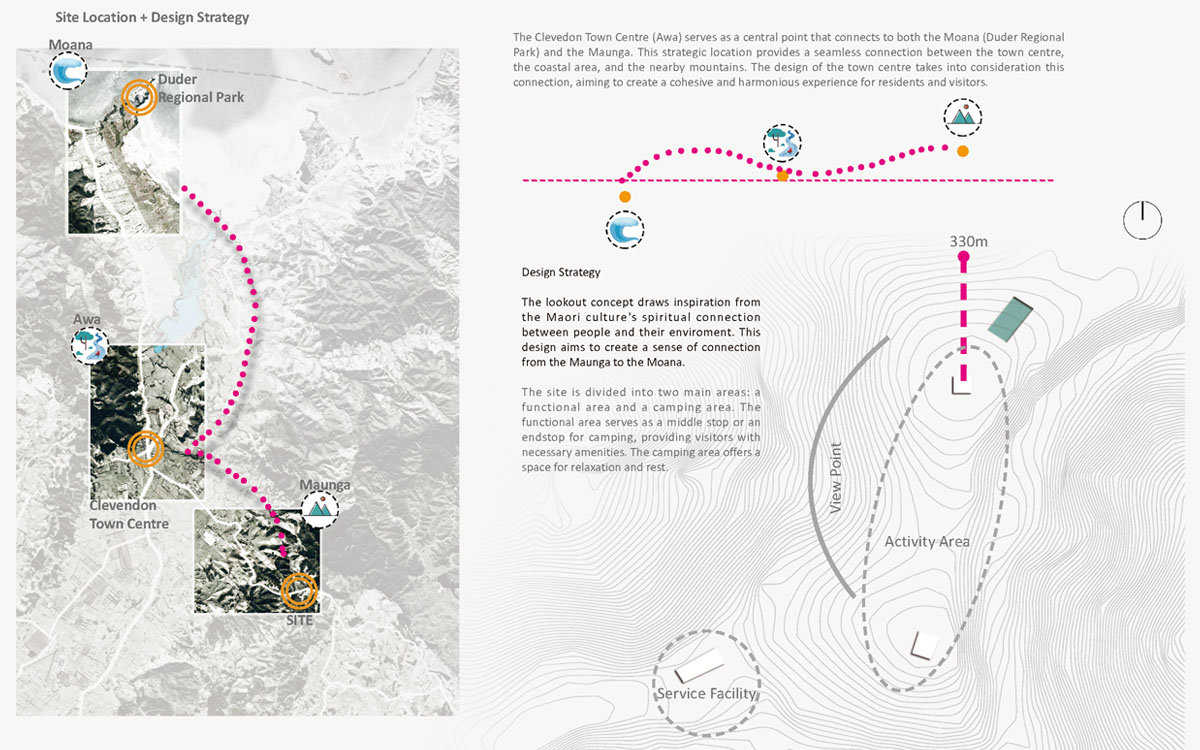 Site Location + Design Strategy
Moana
Duder
Regional Park
Awa
Clevendon
Town Centre
Maunga
SITE
The Clevedon Town Centre (Awa) serves as a central point that connects to both the Moana (Duder Regional
Park) and the Maunga. This strategic location provides a seamless connection between the town centre,
the coastal area, and the nearby mountains. The design of the town centre takes into consideration this
connection, aiming to create a cohesive and harmonious experience for residents and visitors.
Design Strategy
The lookout concept draws inspiration from
the Maori culture's spiritual connection
between people and their enviroment. This
design aims to create a sense of connection
from the Maunga to the Moana.
The site is divided into two main areas: a
functional area and a camping area. The
functional area serves as a middle stop or an
endstop for camping, providing visitors with
necessary amenities. The camping area offers a
space for relaxation and rest.
330m
View Point
Activity Area
Service Facility